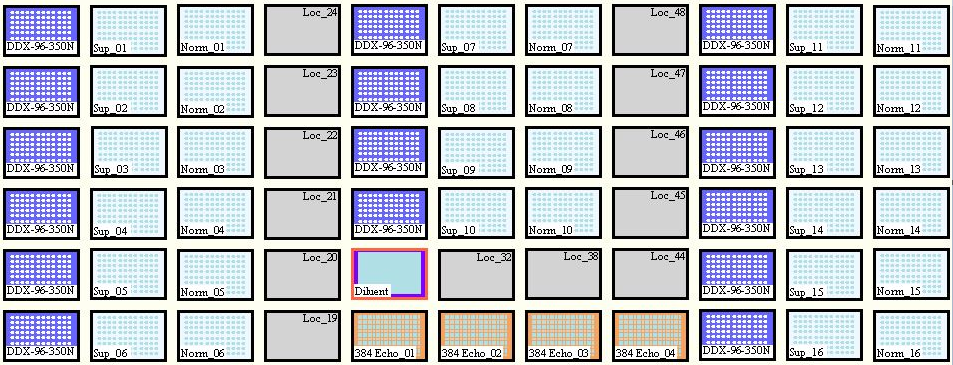 DDX-96-350N Sup_01 Norm_01 Loc_24 DDX-96-350N Sup_07 Norm_07 Loc_48 DDX-96-350N Sup_11 Norm_11
DDX-96-350N Sup_02 Norm_02 Loc_23 DDX-96-350N Sup_08 Norm_08 Loc_47 DDX-96-350N Sup_12 Norm_12
DDX-96-350N Sup_03 Norm_03 Loc_22 DDX-96-350N Sup_09 Norm_09 Loc_46 DDX-96-350N Sup_13 Norm_13
DDX-96-350N Sup_04 Norm_04 Loc_21 DDX-96-350N Sup_10 Norm_10 Loc_45 DDX-96-350N Sup_14 Norm_14
DDX-96-350N Sup_05 Norm_05 Loc_20 Diluent Loc_32 Loc_38 Loc_44 DDX-96-350N Sup_15 Norm_15
DDX-96-350N Sup_06 Norm_06 Loc_19 384 Echo_01 384 Echo_02 384 Echo_03 384 Echo_04 DDX-96-350N Sup_16 Norm_16